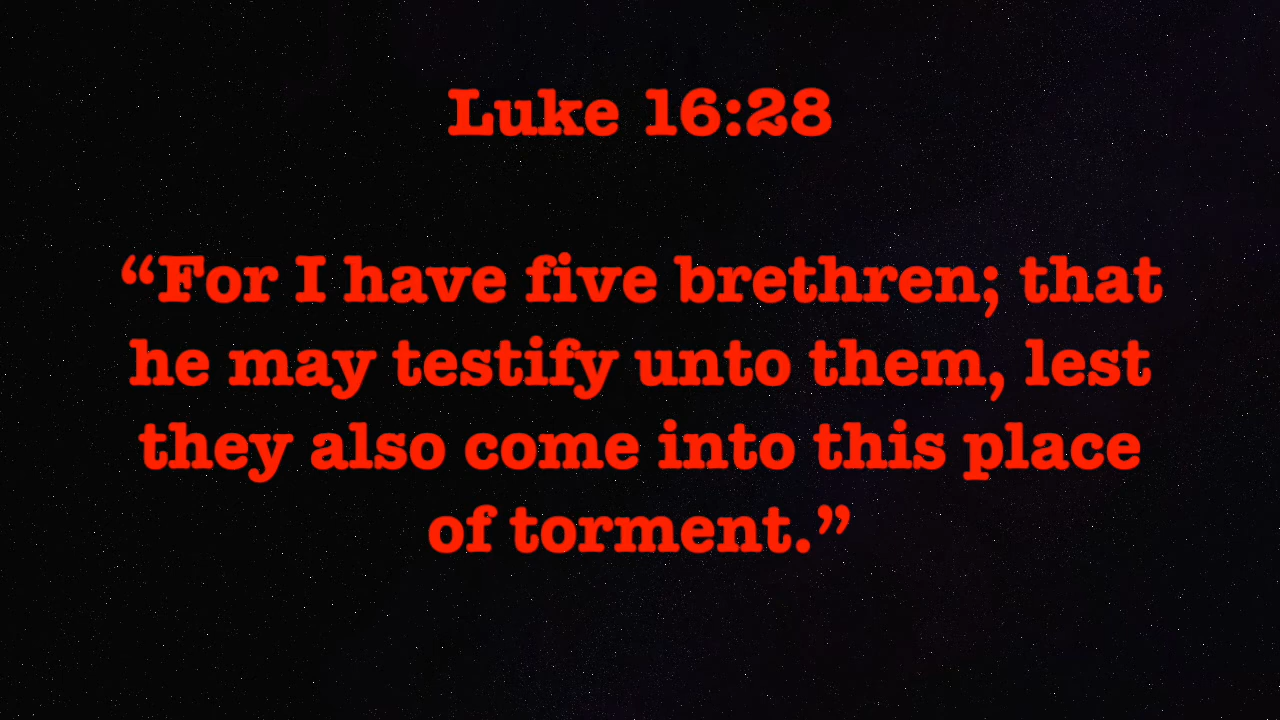 Luke 16:28
“For I have five brethren; that
he may testify unto them, lest
they also come into this place
of torment.”